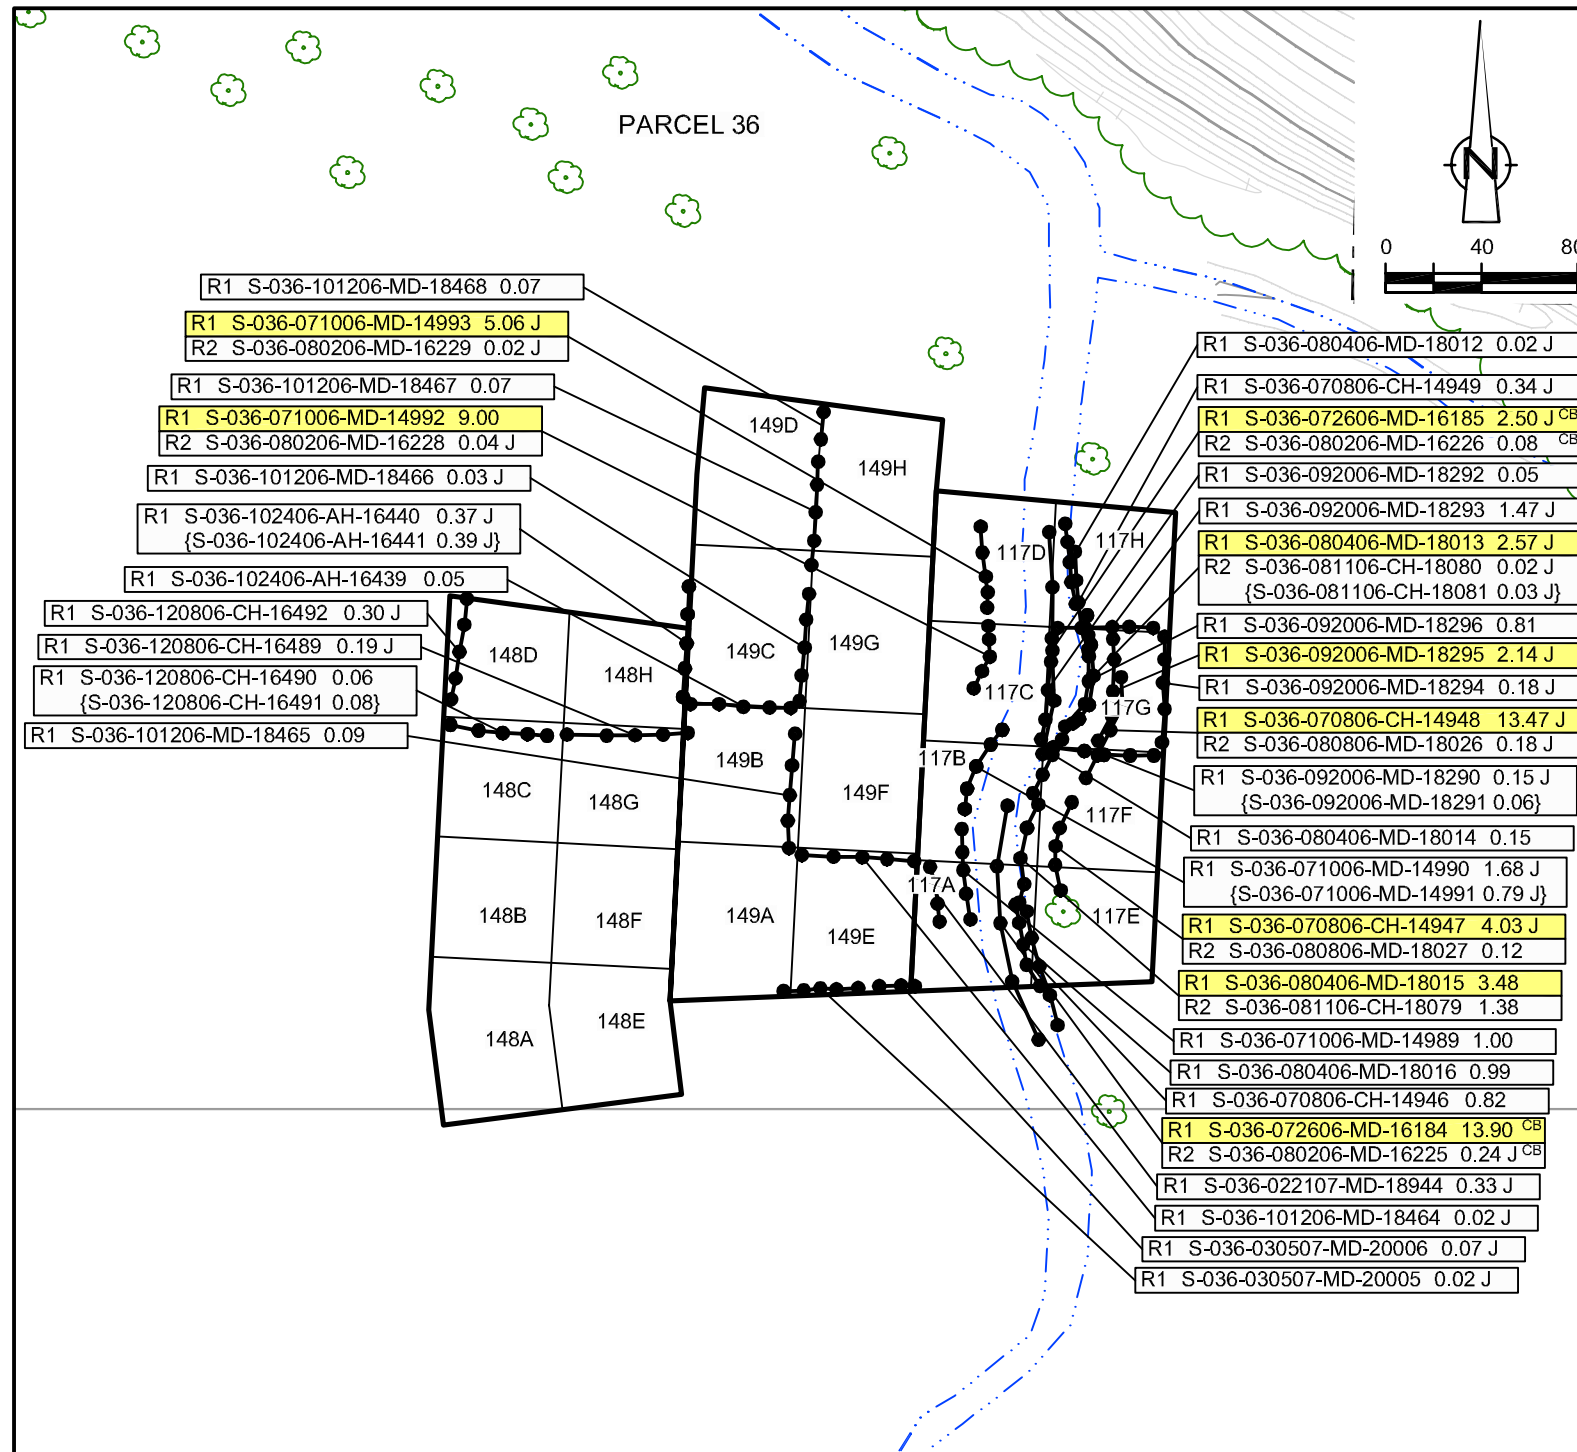 PARCEL 36
N
0 40 80
R1 S-036-101206-MD-18468 0.07
R1 S-036-071006-MD-14993 5.06 J
R2 S-036-080206-MD-16229 0.02 J
R1 S-036-101206-MD-18467 0.07
R1 S-036-071006-MD-14992 9.00
R2 S-036-080206-MD-16228 0.04 J
R1 S-036-101206-MD-18466 0.03 J
R1 S-036-102406-AH-16440 0.37 J
{S-036-102406-AH-16441 0.39 J}
R1 S-036-102406-AH-16439 0.05
R1 S-036-120806-CH-16492 0.30 J
R1 S-036-120806-CH-16489 0.19 J
R1 S-036-120806-CH-16490 0.06
{S-036-120806-CH-16491 0.08}
R1 S-036-101206-MD-18465 0.09
149D
149H
149C
149G
149B
149F
149A
149E
148D
148H
148C
148G
148B
148F
148A
148E
117D
117H
117C
117G
117B
117F
117A
117E
R1 S-036-080406-MD-18012 0.02 J
R1 S-036-070806-CH-14949 0.34 J
R1 S-036-072606-MD-16185 2.50 J CB
R2 S-036-080206-MD-16226 0.08 CB
R1 S-036-092006-MD-18292 0.05
R1 S-036-092006-MD-18293 1.47 J
R1 S-036-080406-MD-18013 2.57 J
R2 S-036-081106-CH-18080 0.02 J
{S-036-081106-CH-18081 0.03 J}
R1 S-036-092006-MD-18296 0.81
R1 S-036-092006-MD-18295 2.14 J
R1 S-036-092006-MD-18294 0.18 J
R1 S-036-070806-CH-14948 13.47 J
R2 S-036-080806-MD-18026 0.18 J
R1 S-036-092006-MD-18290 0.15 J
{S-036-092006-MD-18291 0.06}
R1 S-036-080406-MD-18014 0.15
R1 S-036-071006-MD-14990 1.68 J
{S-036-071006-MD-14991 0.79 J}
R1 S-036-070806-CH-14947 4.03 J
R2 S-036-080806-MD-18027 0.12
R1 S-036-080406-MD-18015 3.48
R2 S-036-081106-CH-18079 1.38
R1 S-036-071006-MD-14989 1.00
R1 S-036-080406-MD-18016 0.99
R1 S-036-070806-CH-14946 0.82
R1 S-036-072606-MD-16184 13.90 CB
R2 S-036-080206-MD-16225 0.24 J CB
R1 S-036-022107-MD-18944 0.33 J
R1 S-036-101206-MD-18464 0.02 J
R1 S-036-030507-MD-20006 0.07 J
R1 S-036-030507-MD-20005 0.02 J